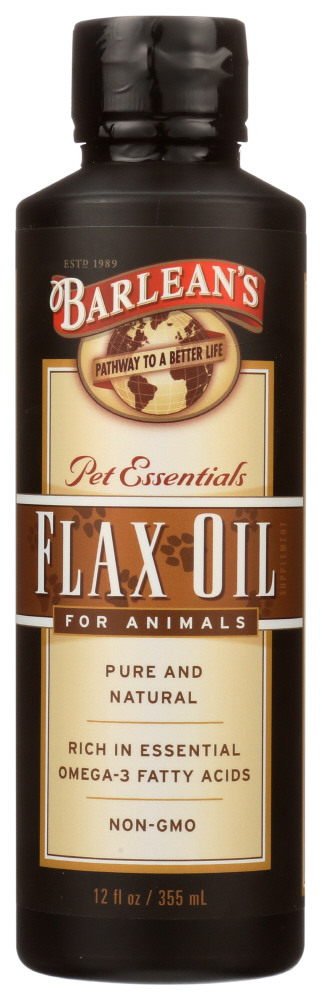 ESTD 1989
BARLEAN'S
PATHWAY TO A BETTER LIFE
Pet Essentials
FLAX OIL
SUPPLEMENT
FOR ANIMALS
PURE AND
NATURAL
RICH IN ESSENTIAL
OMEGA-3 FATTY ACIDS
NON-GMO
12 fl oz / 355 mL